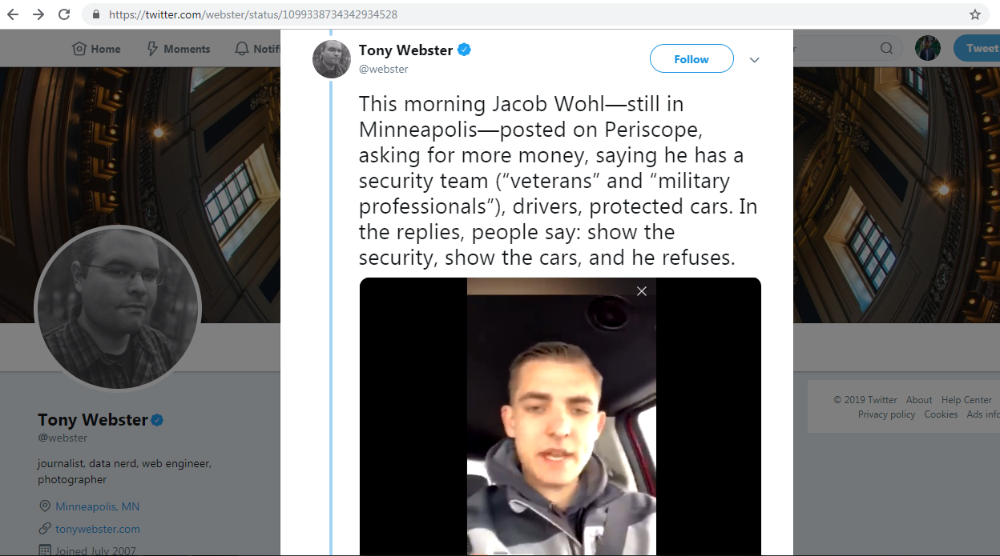 https://twitter.com/webster/status/1099338734342934528
Home
Moments
Notifi
Tweet
Tony Webster
@webster
Follow
This morning Jacob Wohl—still in
Minneapolis—posted on Periscope,
asking for more money, saying he has a
security team (“veterans” and “military
professionals”), drivers, protected cars. In
the replies, people say: show the
security, show the cars, and he refuses.
Tony Webster
@webster
journalist, data nerd, web engineer,
photographer
Minneapolis, MN
tonywebster.com
Joined July 2007
© 2019 Twitter About Help Center
Privacy policy Cookies Ads info